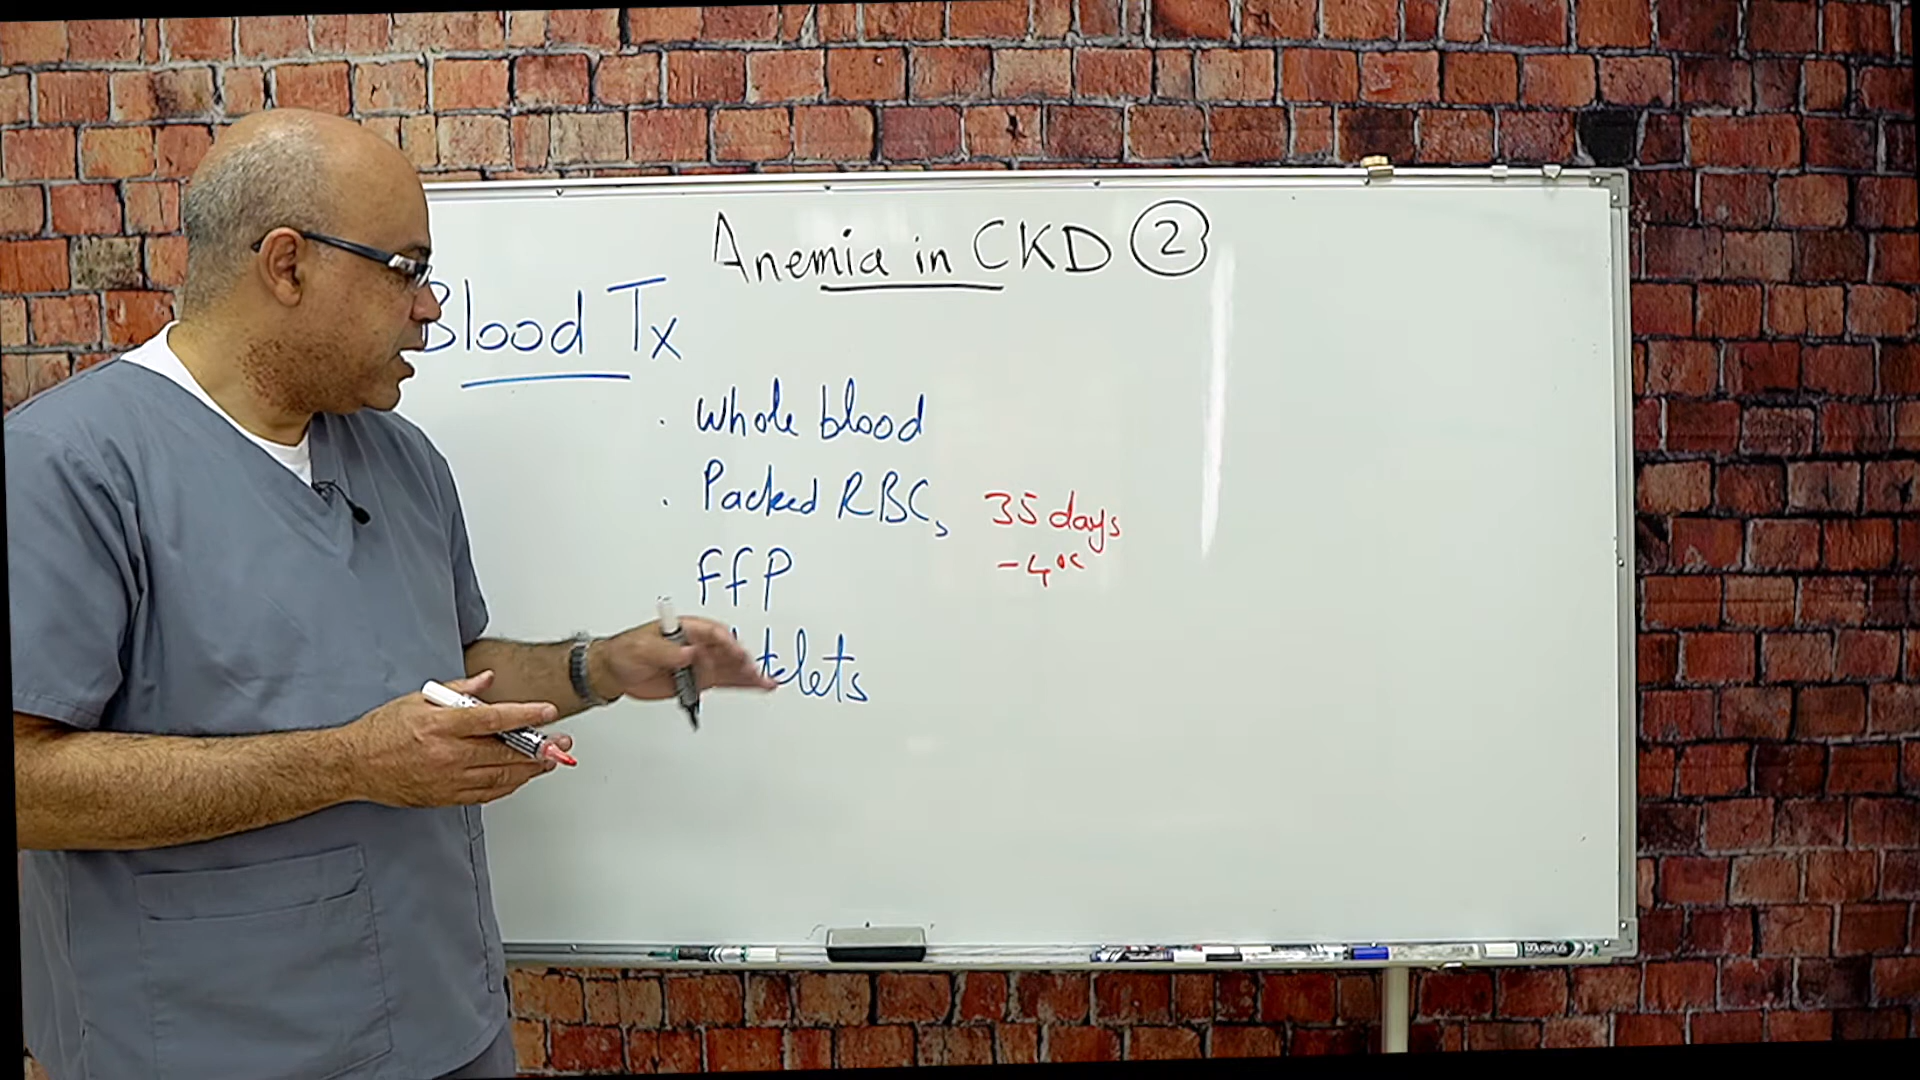 Anemia in CKD 2
Blood Tx
. Whole blood
. Packed RBCs 35 days
-4°C
. FFP